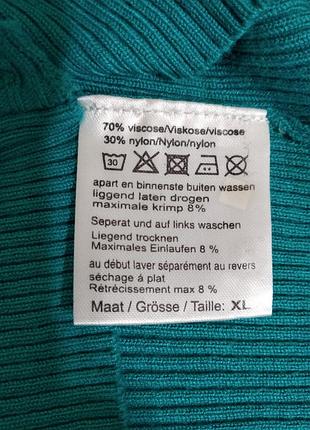 70% viscose/Viskose/viscose
30% nylon/Nylon/nylon
30
apart en binnenste buiten wassen
liggend laten drogen
maximale krimp 8%
Seperat und auf links waschen
Liegend trocknen
Maximales Einlaufen 8 %
au début laver séparément au revers
séchage á plat
Rétrécissement max 8 %
Maat / Grösse / Taille: XL